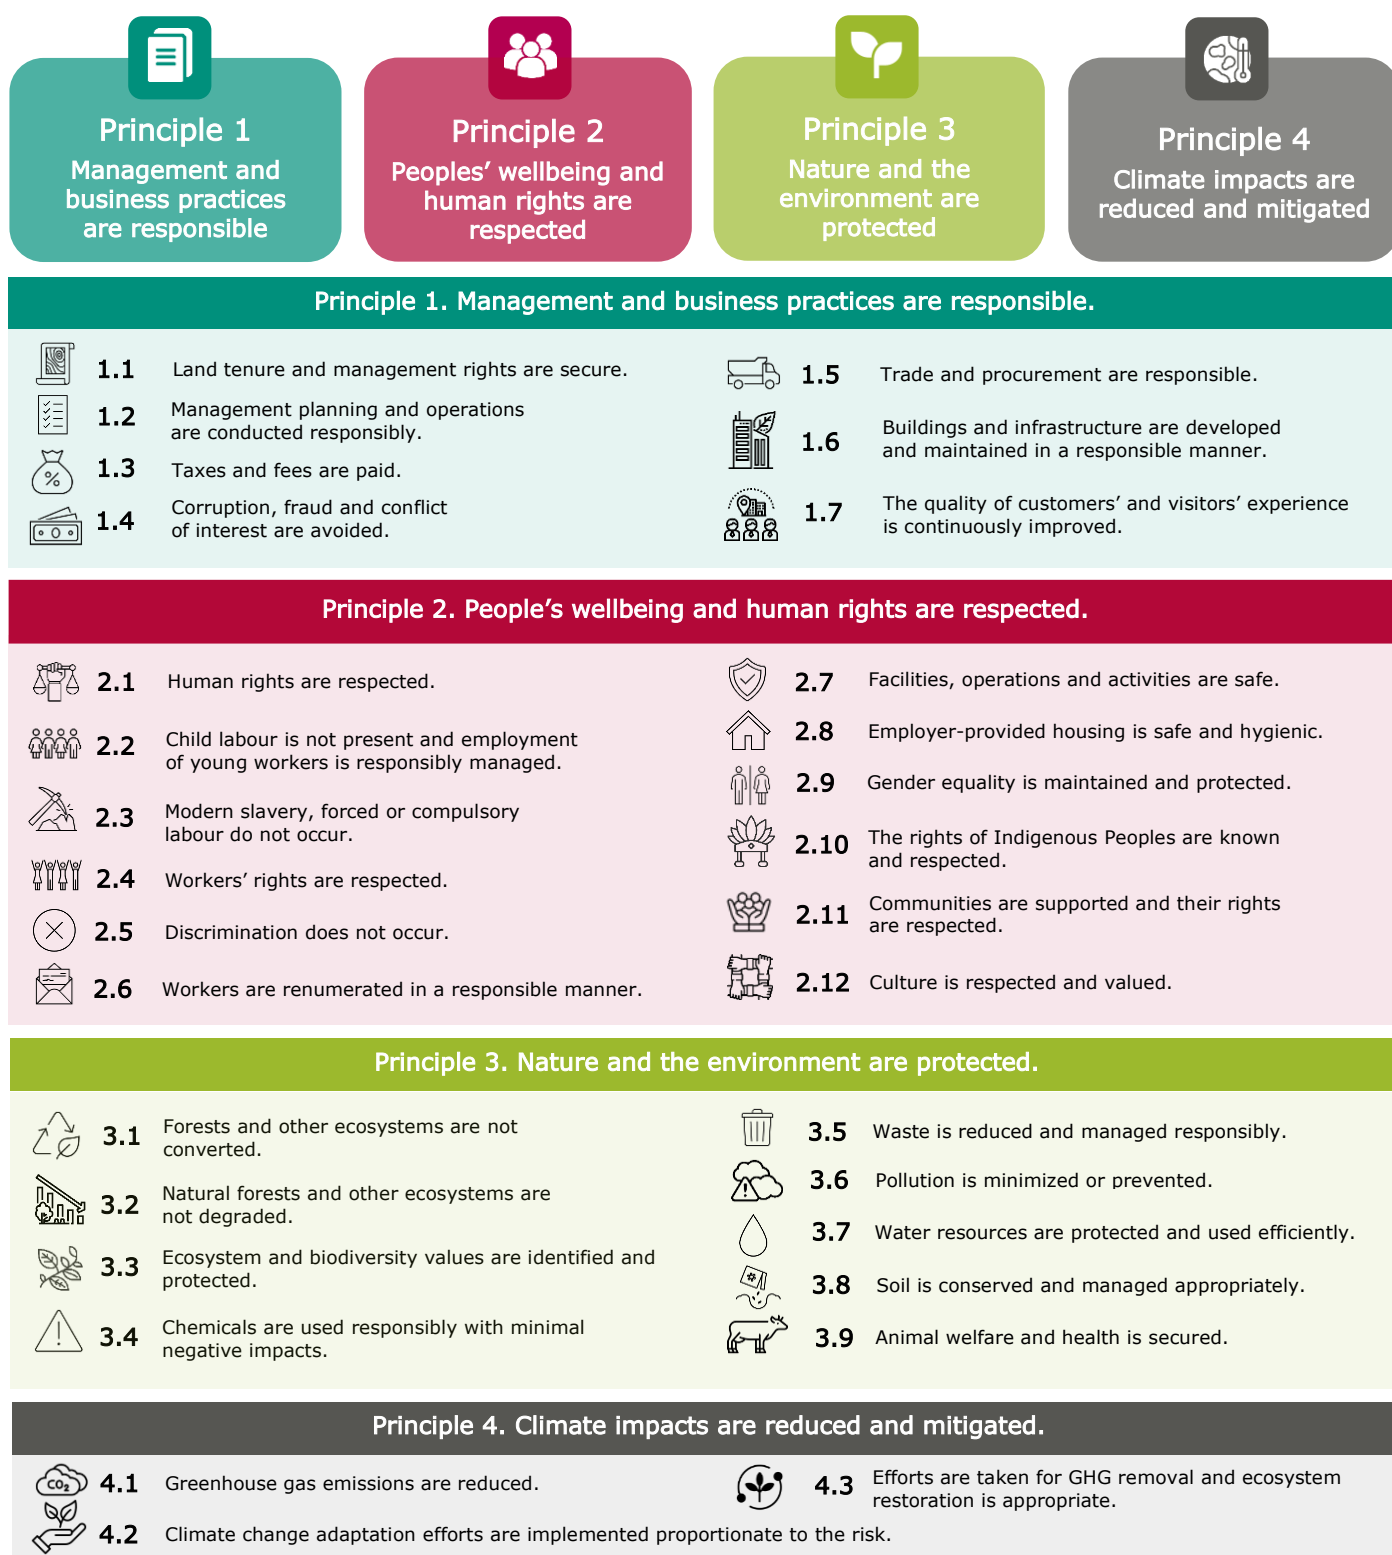 Principle 1
Management and
business practices
are responsible
Principle 2
Peoples’ wellbeing and
human rights are
respected
Principle 3
Nature and the
environment are
protected
Principle 4
Climate impacts are
reduced and mitigated
Principle 1. Management and business practices are responsible.
1.1 Land tenure and management rights are secure.
1.2 Management planning and operations
are conducted responsibly.
%
1.3 Taxes and fees are paid.
1.4 Corruption, fraud and conflict
of interest are avoided.
1.5 Trade and procurement are responsible.
1.6 Buildings and infrastructure are developed
and maintained in a responsible manner.
1.7 The quality of customers’ and visitors’ experience
is continuously improved.
Principle 2. People’s wellbeing and human rights are respected.
2.1 Human rights are respected.
2.2 Child labour is not present and employment
of young workers is responsibly managed.
2.3 Modern slavery, forced or compulsory
labour do not occur.
2.4 Workers’ rights are respected.
2.5 Discrimination does not occur.
2.6 Workers are renumerated in a responsible manner.
2.7 Facilities, operations and activities are safe.
2.8 Employer-provided housing is safe and hygienic.
2.9 Gender equality is maintained and protected.
2.10 The rights of Indigenous Peoples are known
and respected.
2.11 Communities are supported and their rights
are respected.
2.12 Culture is respected and valued.
Principle 3. Nature and the environment are protected.
3.1 Forests and other ecosystems are not
converted.
3.2 Natural forests and other ecosystems are
not degraded.
3.3 Ecosystem and biodiversity values are identified and
protected.
3.4 Chemicals are used responsibly with minimal
negative impacts.
3.5 Waste is reduced and managed responsibly.
3.6 Pollution is minimized or prevented.
3.7 Water resources are protected and used efficiently.
3.8 Soil is conserved and managed appropriately.
3.9 Animal welfare and health is secured.
Principle 4. Climate impacts are reduced and mitigated.
CO₂
4.1 Greenhouse gas emissions are reduced.
4.2 Climate change adaptation efforts are implemented proportionate to the risk.
4.3 Efforts are taken for GHG removal and ecosystem
restoration is appropriate.